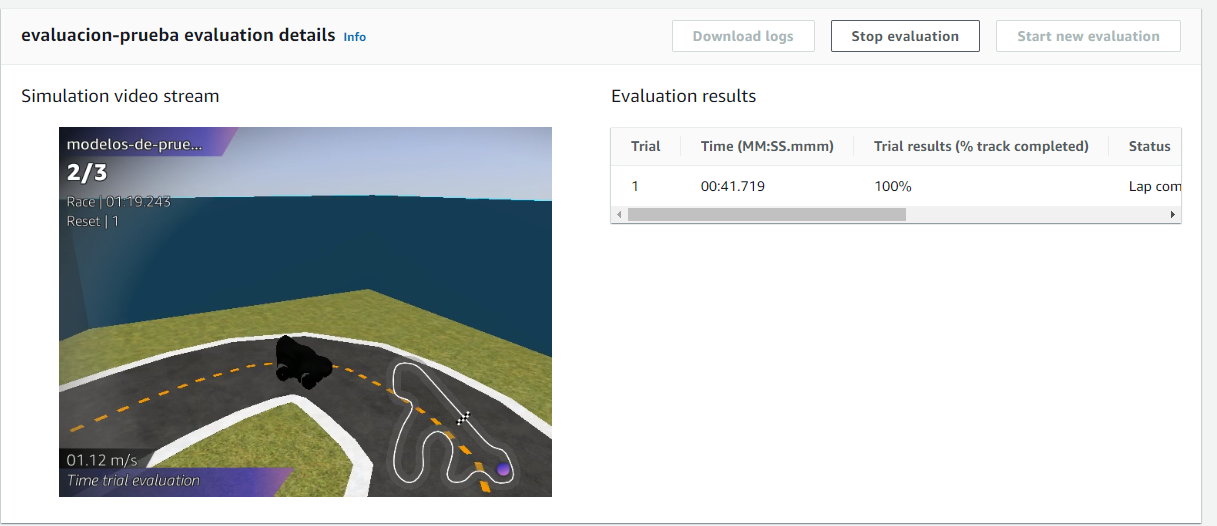 evaluacion-prueba evaluation details Info
Download logs
Stop evaluation
Start new evaluation
Simulation video stream
modelos-de-prue...
2/3
Race | 01:19.243
Reset | 1
01.12 m/s
Time trial evaluation
Evaluation results
Trial Time (MM:SS.mmm) Trial results (% track completed) Status
1 00:41.719 100% Lap com